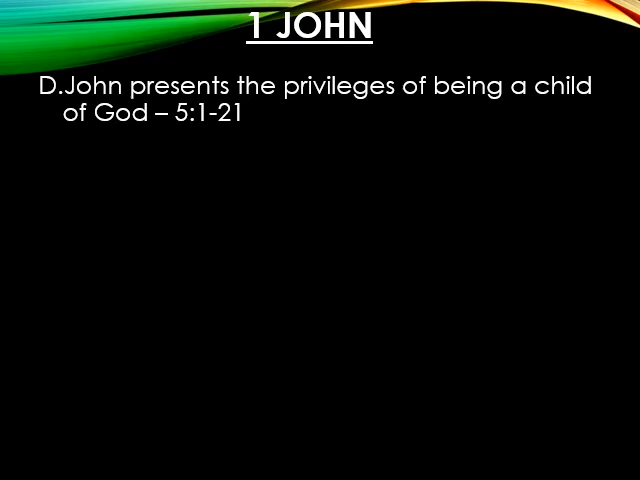 1 JOHN
D.John presents the privileges of being a child
of God – 5:1-21